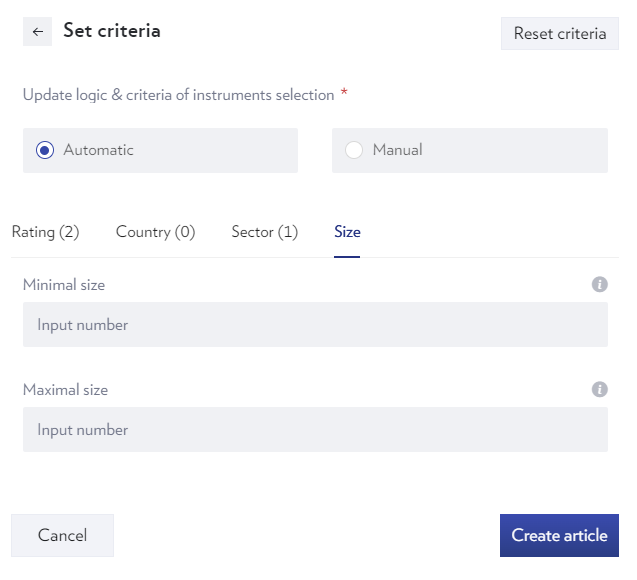 ← Set criteria
Reset criteria
Update logic & criteria of instruments selection *
Automatic
Manual
Rating (2) Country (0) Sector (1) Size
Minimal size
Input number
Maximal size
Input number
Cancel
Create article